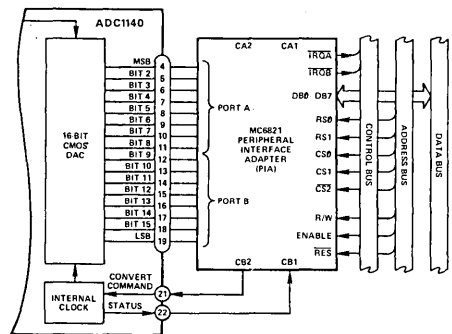 ADC1140
16-BIT
CMOS
DAC
MSB 4
BIT 2 5
BIT 3 6
BIT 4 7
BIT 5 8
BIT 6 9
BIT 7 10
BIT 8 11
BIT 9 12
BIT 10 13
BIT 11 14
BIT 12 15
BIT 13 16
BIT 14 17
BIT 15 18
LSB 19
PORT A
PORT B
CONVERT
COMMAND 21
INTERNAL
CLOCK
STATUS 22
CA2 CA1
MC6821
PERIPHERAL
INTERFACE
ADAPTER
(PIA)
IRQA
IRQB
DB0 DB7
RS0
RS1
CS0
CS1
CS2
R/W
ENABLE
RES
CB2 CB1
CONTROL BUS
ADDRESS BUS
DATA BUS